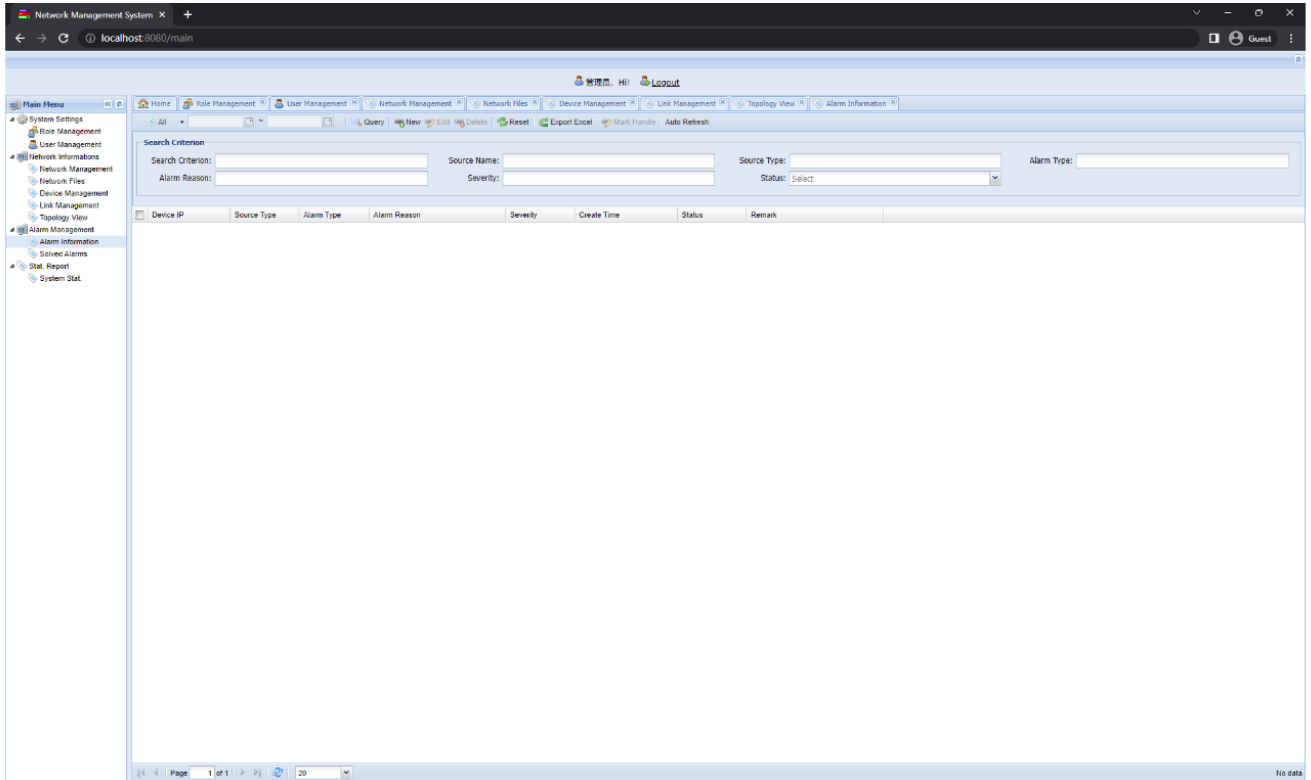 Network Management System
localhost:8080/main
Guest
管理员, Hi! Logout
Main Menu
Home Role Management User Management Network Management Network Files Device Management Link Management Topology View Alarm Information
System Settings
Role Management
User Management
Network Informations
Network Management
Network Files
Device Management
Link Management
Topology View
Alarm Management
Alarm Information
Solved Alarms
Stat. Report
System Stat.
All ~ Query New Edit Delete Reset Export Excel Mark Handle Auto Refresh
Search Criterion
Search Criterion: Source Name: Source Type: Alarm Type:
Alarm Reason: Severity: Status: Select
Device IP Source Type Alarm Type Alarm Reason Severity Create Time Status Remark
Page 1 of 1 20 No data